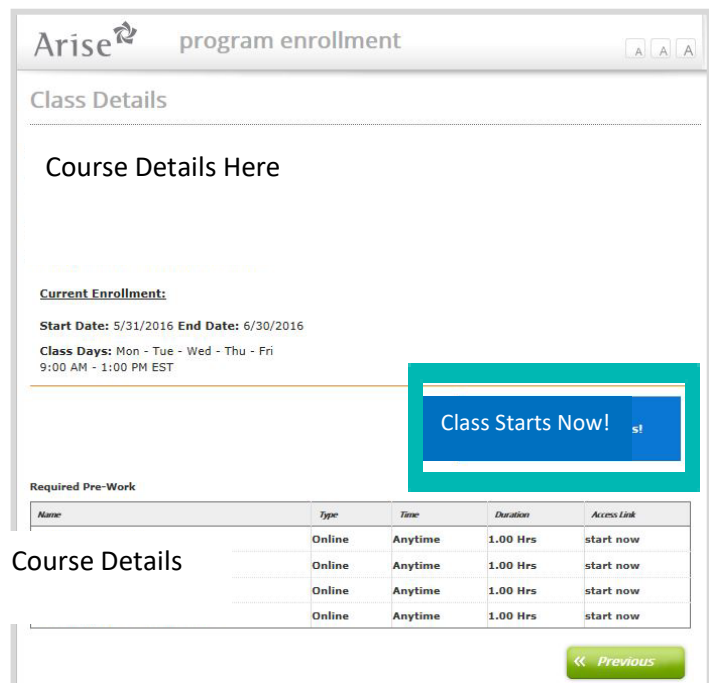 Arise program enrollment A A A
Class Details
Course Details Here
Current Enrollment:
Start Date: 5/31/2016 End Date: 6/30/2016
Class Days: Mon - Tue - Wed - Thu - Fri
9:00 AM - 1:00 PM EST
Class Starts Now! s!
Required Pre-Work
Name Type Time Duration Access Link
Online Anytime 1.00 Hrs start now
Course Details
Online Anytime 1.00 Hrs start now
Online Anytime 1.00 Hrs start now
Online Anytime 1.00 Hrs start now
« Previous